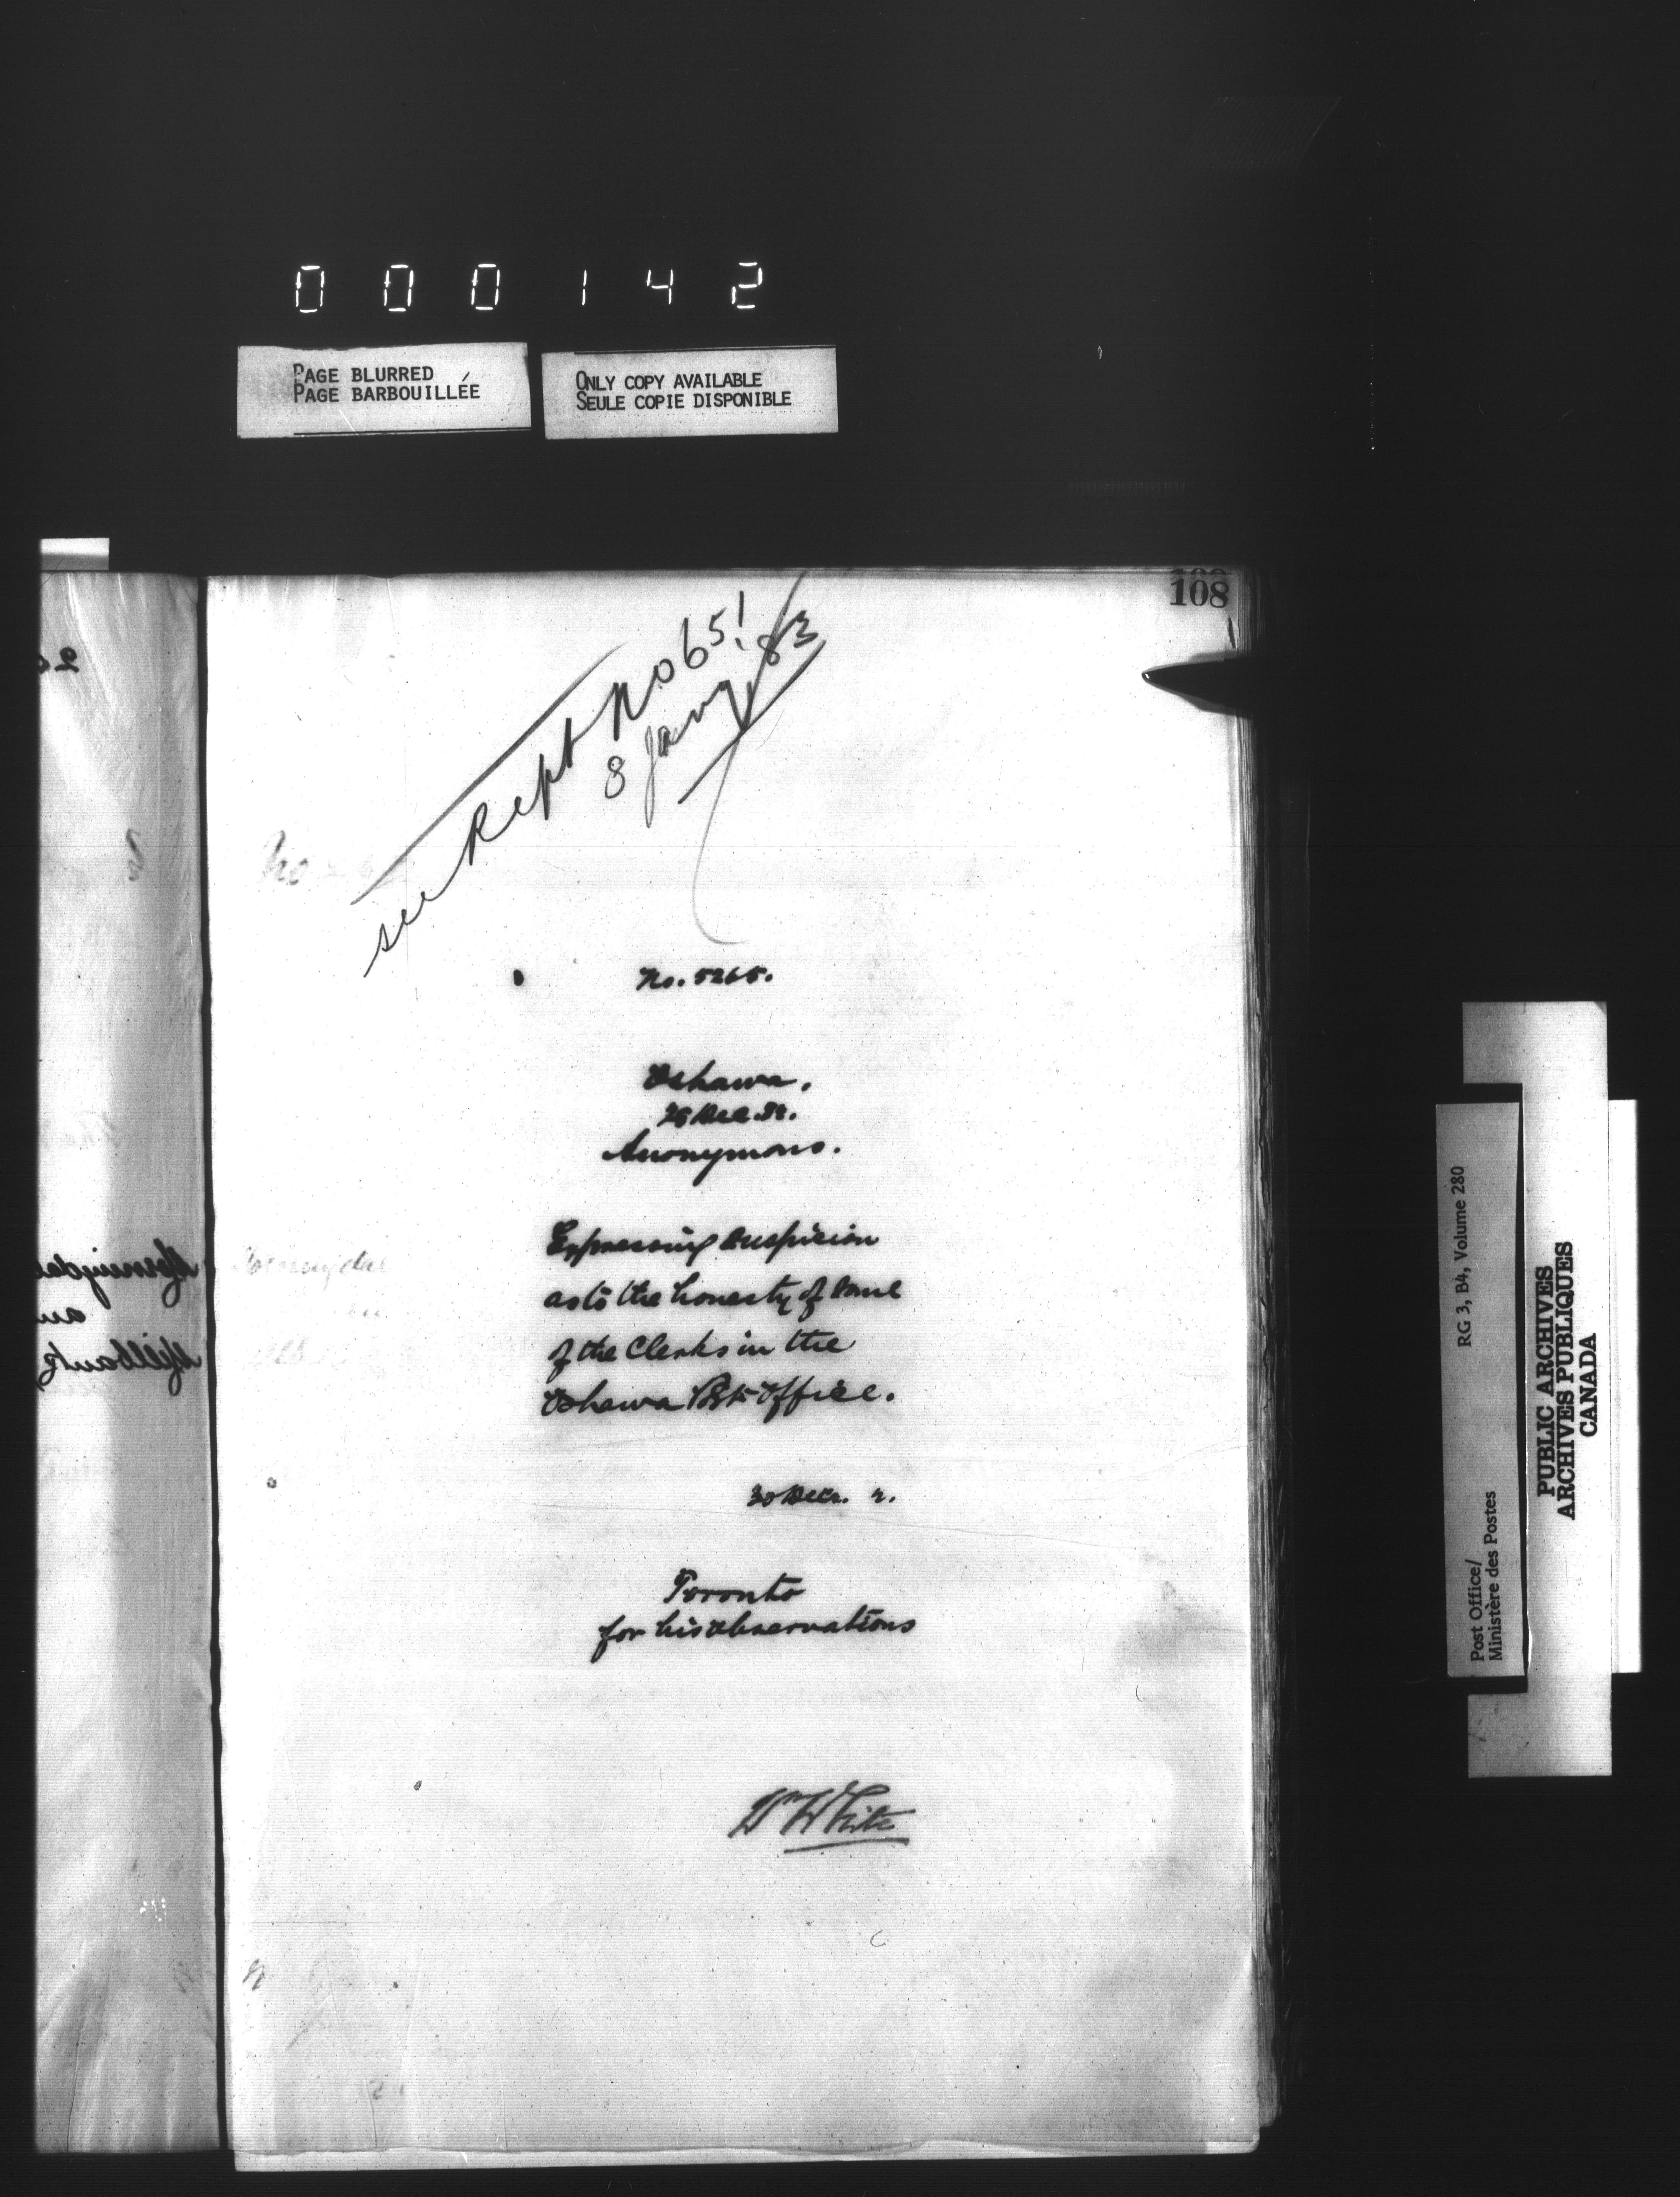 000142
PAGE BLURRED
PAGE BARBOUILLÉE
ONLY COPY AVAILABLE
SEULE COPIE DISPONIBLE
108
see Rept No 651
8 Jany 83
No. 5265.
Oshawa.
Dec. 82.
Anonymous.
Expressing suspicion
as to the honesty of some
of the Clerks in the
Oshawa Post Office.
30 Decr. 2.
Toronto
for his observations
Wm White
Post Office/
Ministère des Postes
RG 3, B4, Volume 280
PUBLIC ARCHIVES
ARCHIVES PUBLIQUES
CANADA